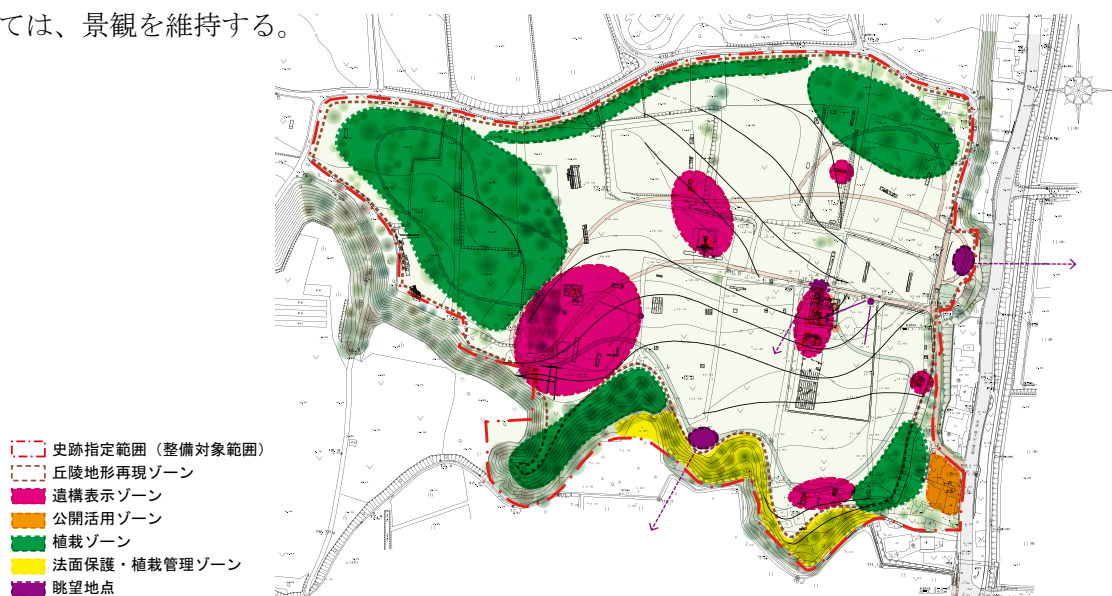 ては、景観を維持する。
史跡指定範囲（整備対象範囲）
丘陵地形再現ゾーン
遺構表示ゾーン
公開活用ゾーン
植栽ゾーン
法面保護・植栽管理ゾーン
眺望地点